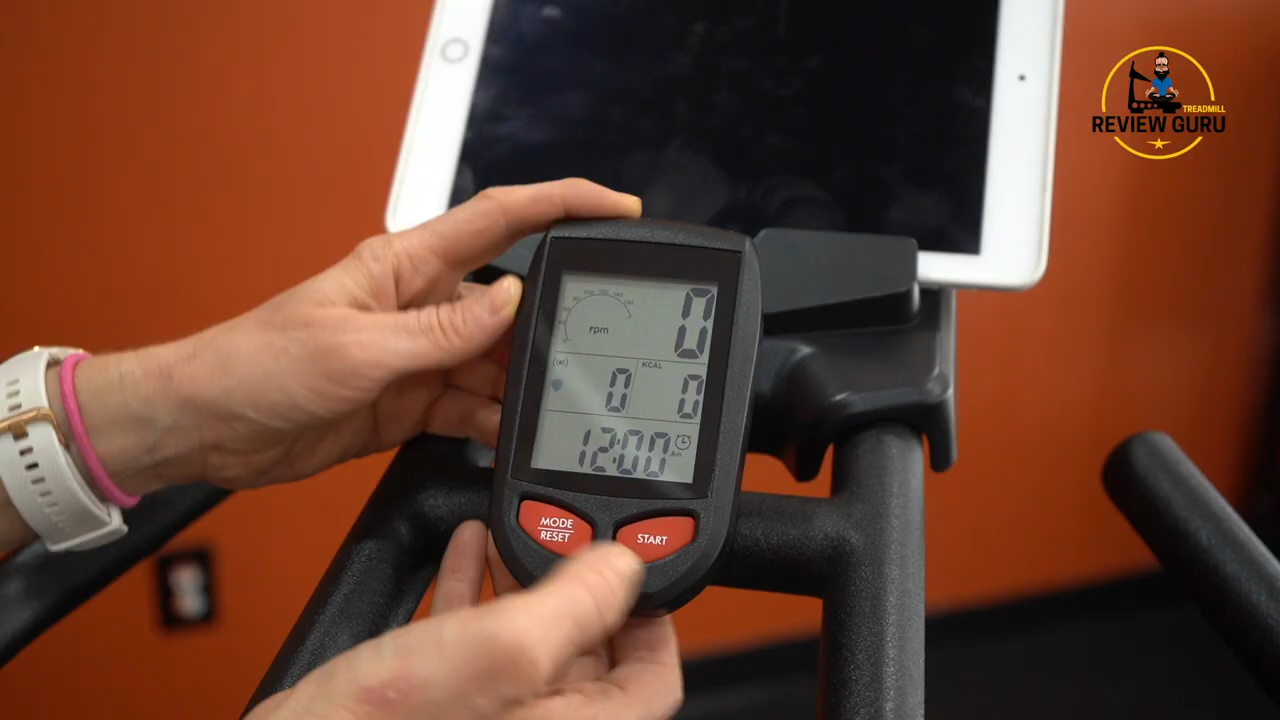 TREADMILL
REVIEW GURU
0
rpm
KCAL
0
0
12:00
AM
MODE
RESET
START